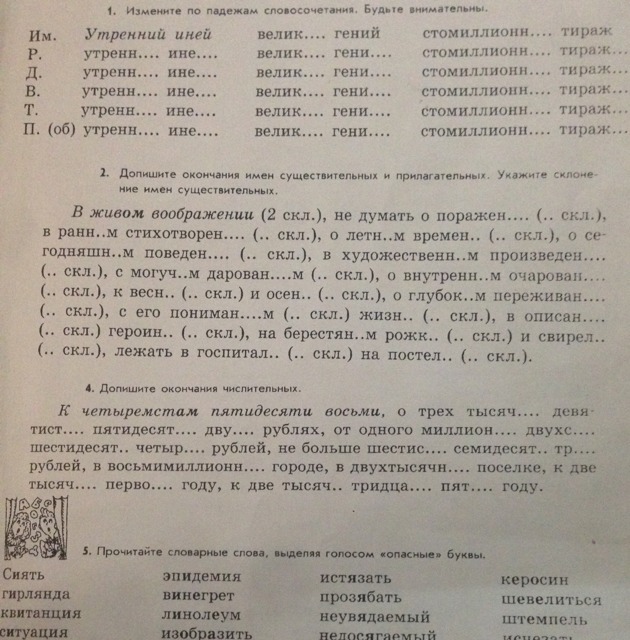 1. Измените по падежам словосочетания. Будьте внимательны.
Им. Утренний иней велик.... гений стомиллионн.... тираж
Р. утренн.... ине.... велик.... гени.... стомиллионн.... тираж...
Д. утренн.... ине.... велик.... гени.... стомиллионн.... тираж...
В. утренн.... ине.... велик.... гени.... стомиллионн.... тираж...
Т. утренн.... ине.... велик.... гени.... стомиллионн.... тираж...
П. (об) утренн.... ине.... велик.... гени.... стомиллионн.... тираж...
2. Допишите окончания имен существительных и прилагательных. Укажите склоне-
ние имен существительных.
В живом воображении (2 скл.), не думать о поражен.... (.. скл.),
в ранн..м стихотворен.... (.. скл.), о летн..м времен.. (.. скл.), о се-
годняшн..м поведен.... (.. скл.), в художественн..м произведен....
(.. скл.), с могуч..м дарован....м (.. скл.), о внутренн..м очарован....
(.. скл.), к весн.. (.. скл.) и осен.. (.. скл.), о глубок..м переживан....
(.. скл.), с его пониман....м (.. скл.) жизн.. (.. скл.), в описан....
(.. скл.) героин.. (.. скл.), на берестян..м рожк.. (.. скл.) и свирел..
(.. скл.), лежать в госпитал.. (.. скл.) на постел.. (.. скл.).
4. Допишите окончания числительных.
К четыремстам пятидесяти восьми, о трех тысяч.... девя-
тист.... пятидесят.... дву.... рублях, от одного миллион.... двухс....
шестидесят.. четыр.... рублей, не больше шестис.... семидесят.. тр....
рублей, в восьмимиллионн.... городе, в двухтысячн.... поселке, к две
тысяч.... перво.... году, к две тысяч.. тридца.... пят.... году.
5. Прочитайте словарные слова, выделяя голосом «опасные» буквы.
Сиять эпидемия истязать керосин
гирлянда винегрет прозябать шевелиться
квитанция линолеум неувядаемый штемпель
ситуация изобразить недосягаемый исчезать